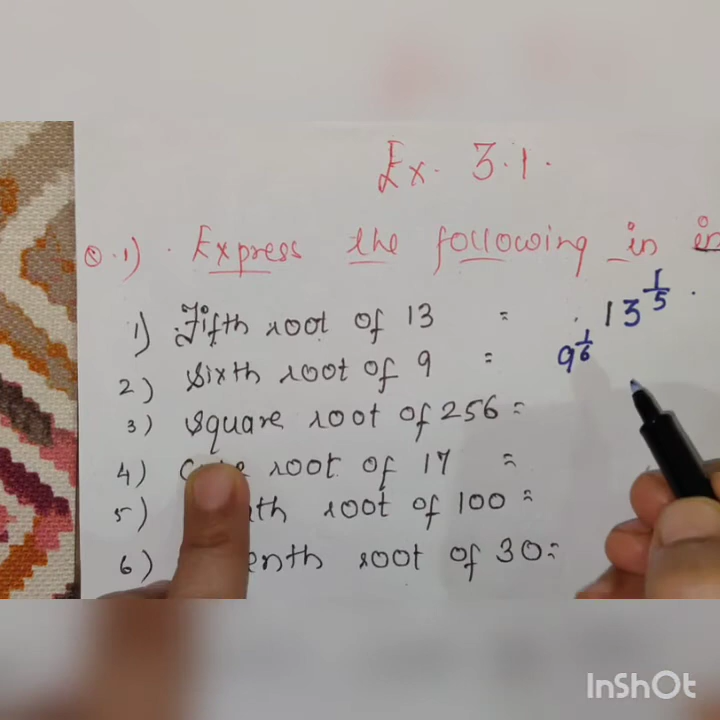 Ex. 3.1.
Q.1) Express the following in in
1) Fifth root of 13 = 13^{1/5}.
2) Sixth root of 9 = 9^{1/6}
3) Square root of 256 =
4) root of 17 =
5) root of 100 =
6) root of 30 =
InShOt